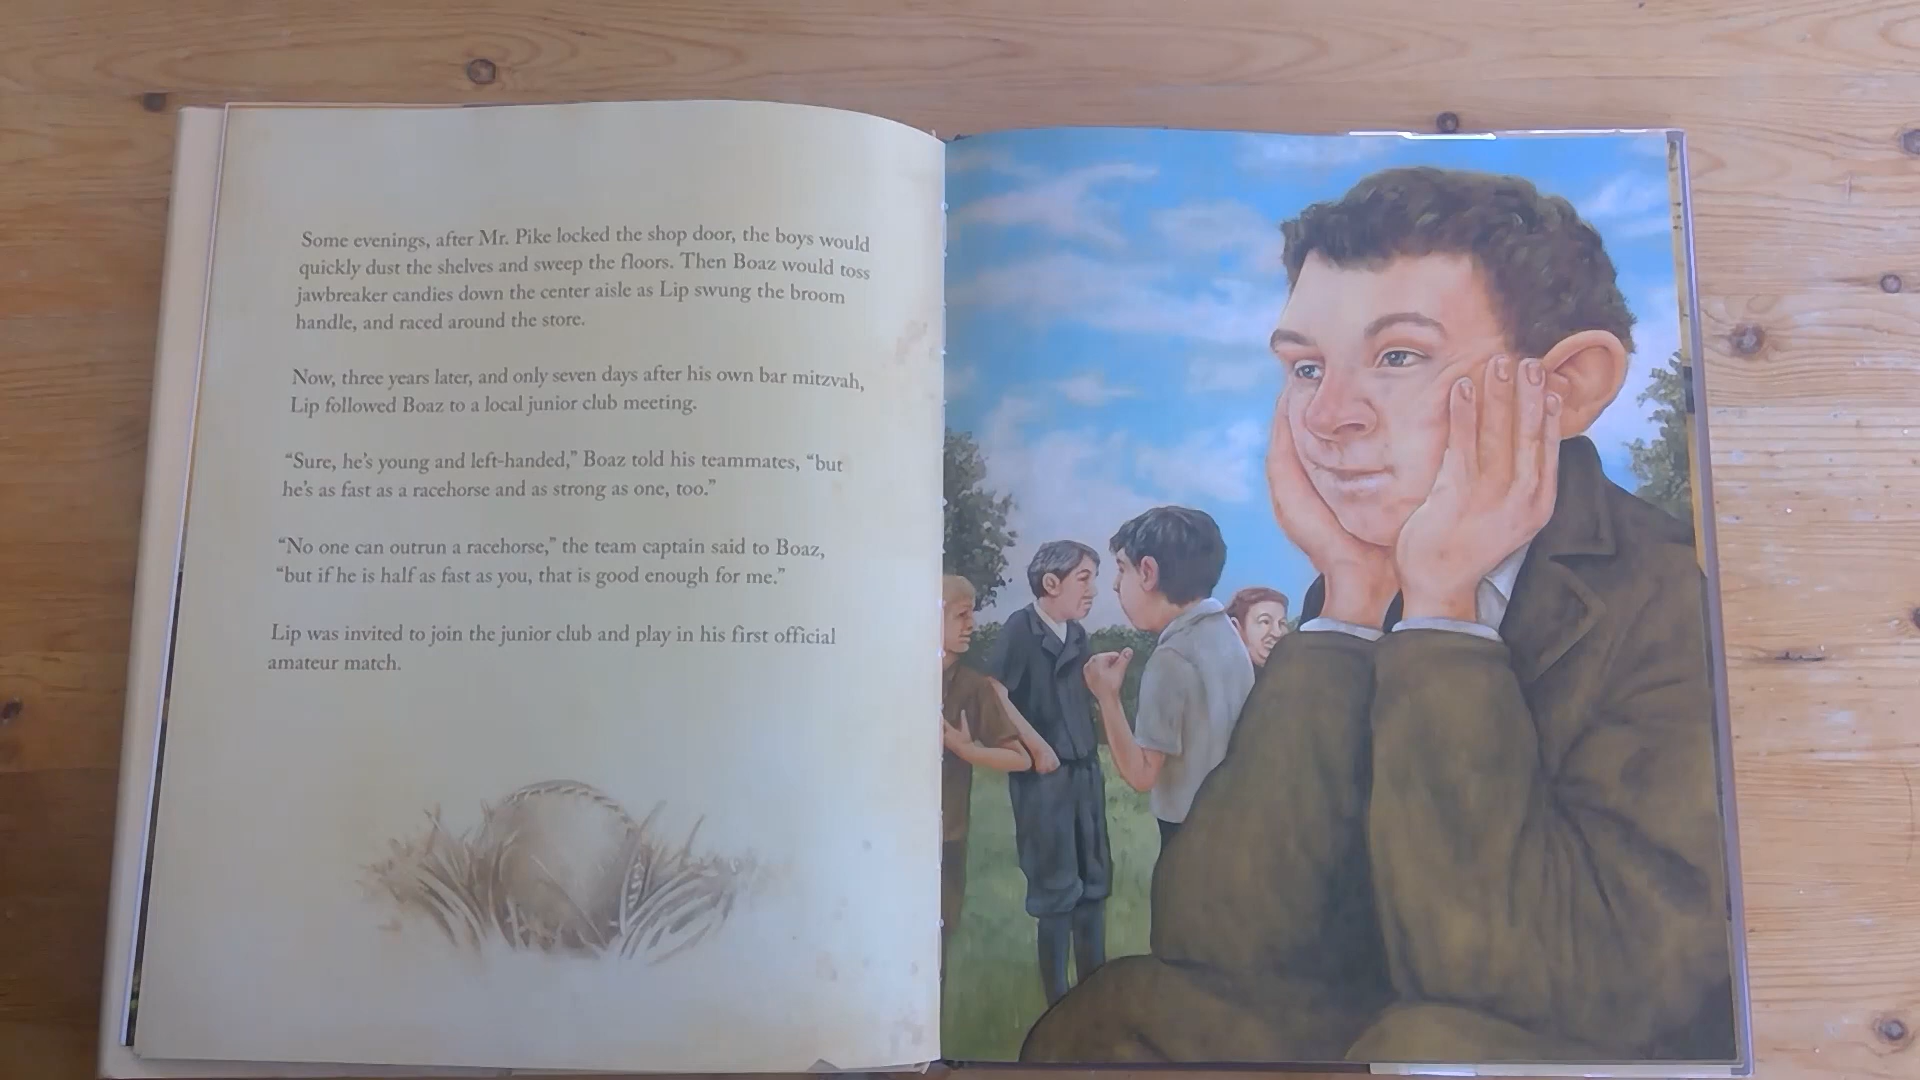 Some evenings, after Mr. Pike locked the shop door, the boys would
quickly dust the shelves and sweep the floors. Then Boaz would toss
jawbreaker candies down the center aisle as Lip swung the broom
handle, and raced around the store.
Now, three years later, and only seven days after his own bar mitzvah,
Lip followed Boaz to a local junior club meeting.
“Sure, he’s young and left-handed,” Boaz told his teammates, “but
he’s as fast as a racehorse and as strong as one, too.”
“No one can outrun a racehorse,” the team captain said to Boaz,
“but if he is half as fast as you, that is good enough for me.”
Lip was invited to join the junior club and play in his first official
amateur match.